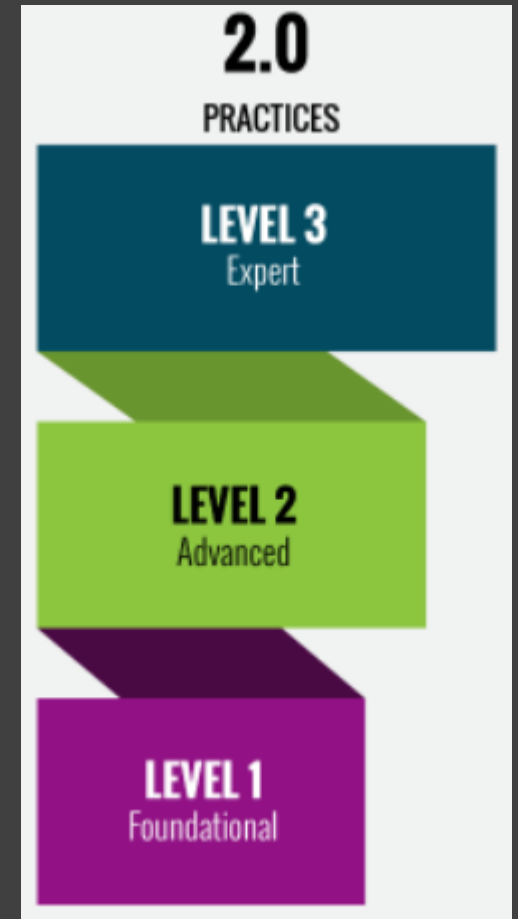 2.0
PRACTICES
LEVEL 3
Expert
LEVEL 2
Advanced
LEVEL 1
Foundational